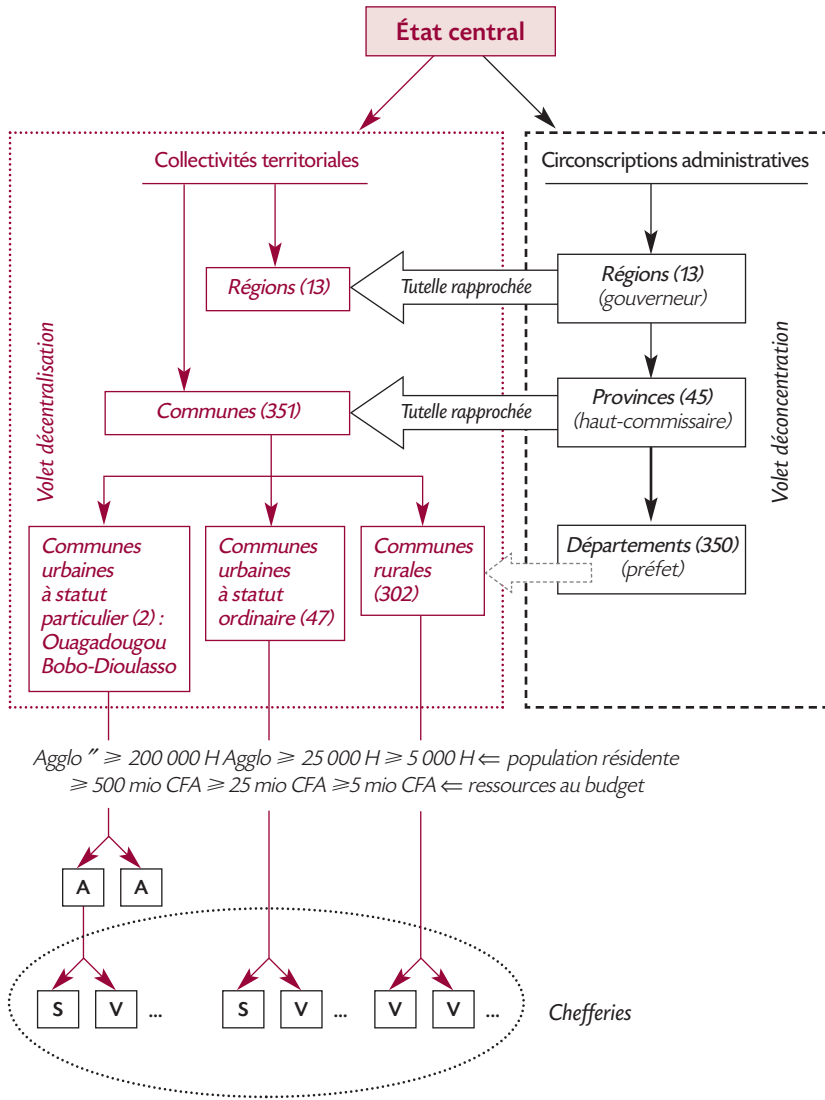 État central
Collectivités territoriales
Circonscriptions administratives
Régions (13)
Tutelle rapprochée
Régions (13)
(gouverneur)
Volet décentralisation
Volet déconcentration
Communes (351)
Tutelle rapprochée
Provinces (45)
(haut-commissaire)
Communes
urbaines
à statut
particulier (2) :
Ouagadougou
Bobo-Dioulasso
Communes
urbaines
à statut
ordinaire (47)
Communes
rurales
(302)
Départements (350)
(préfet)
Agglo ″ ⩾ 200 000 H Agglo ⩾ 25 000 H ⩾ 5 000 H ⇐ population résidente
⩾ 500 mio CFA ⩾ 25 mio CFA ⩾5 mio CFA ⇐ ressources au budget
A A
S V ... S V ... V V ...
Chefferies